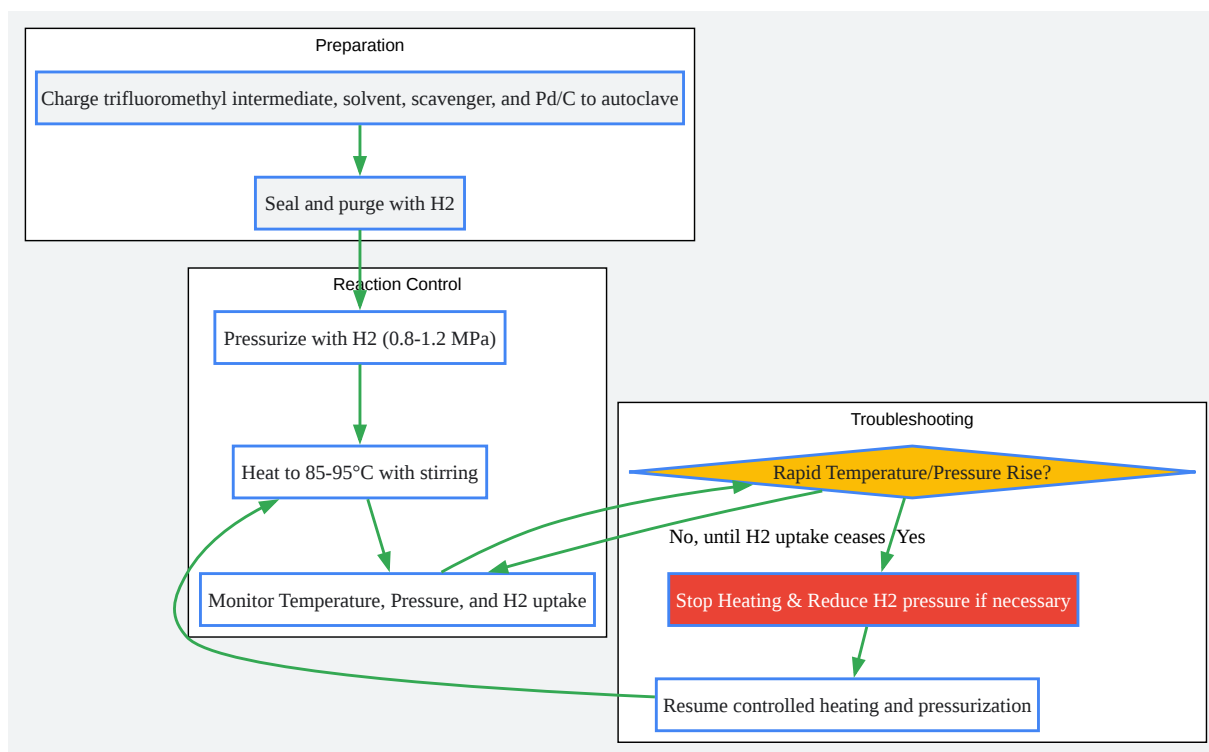 Preparation
Charge trifluoromethyl intermediate, solvent, scavenger, and Pd/C to autoclave
Seal and purge with H2
Reaction Control
Pressurize with H2 (0.8-1.2 MPa)
Heat to 85-95°C with stirring
Monitor Temperature, Pressure, and H2 uptake
Troubleshooting
Rapid Temperature/Pressure Rise?
No, until H2 uptake ceases
Yes
Stop Heating & Reduce H2 pressure if necessary
Resume controlled heating and pressurization